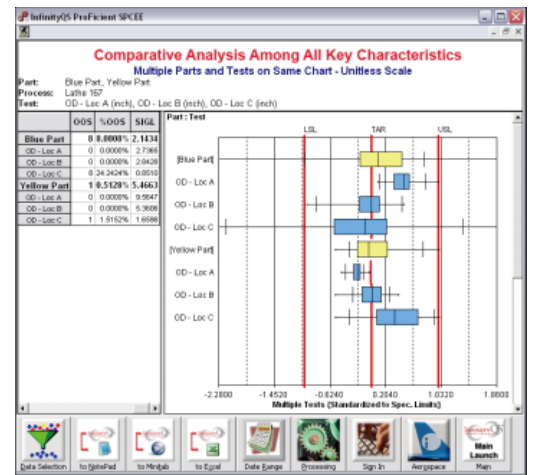 InfinityQS ProFicient SPCEE
Comparative Analysis Among All Key Characteristics
Multiple Parts and Tests on Same Chart - Unitless Scale
Part: Blue Part, Yellow Part
Process: Lathe 167
Test: OD - Loc A (inch), OD - Loc B (inch), OD - Loc C (inch)
OOS %OOS SIGL
Blue Part 8 8.0808% 2.1434
OD - Loc A 0 0.0000% 2.7365
OD - Loc B 0 0.0000% 2.8428
OD - Loc C 8 24.2424% 0.8510
Yellow Part 1 0.5128% 5.4663
OD - Loc A 0 0.0000% 9.5647
OD - Loc B 0 0.0000% 5.3606
OD - Loc C 1 1.5152% 1.6588
Part : Test
LSL TAR USL
[Blue Part]
OD - Loc A
OD - Loc B
OD - Loc C
[Yellow Part]
OD - Loc A
OD - Loc B
OD - Loc C
-2.2800 -1.4520 -0.6240 0.2040 1.0320 1.8600
Multiple Tests (Standardized to Spec. Limits)
Data Selection
to NotePad
to Minitab
to Excel
Date Range
Processing
Sign In
Aerospace
Main Launch
Main